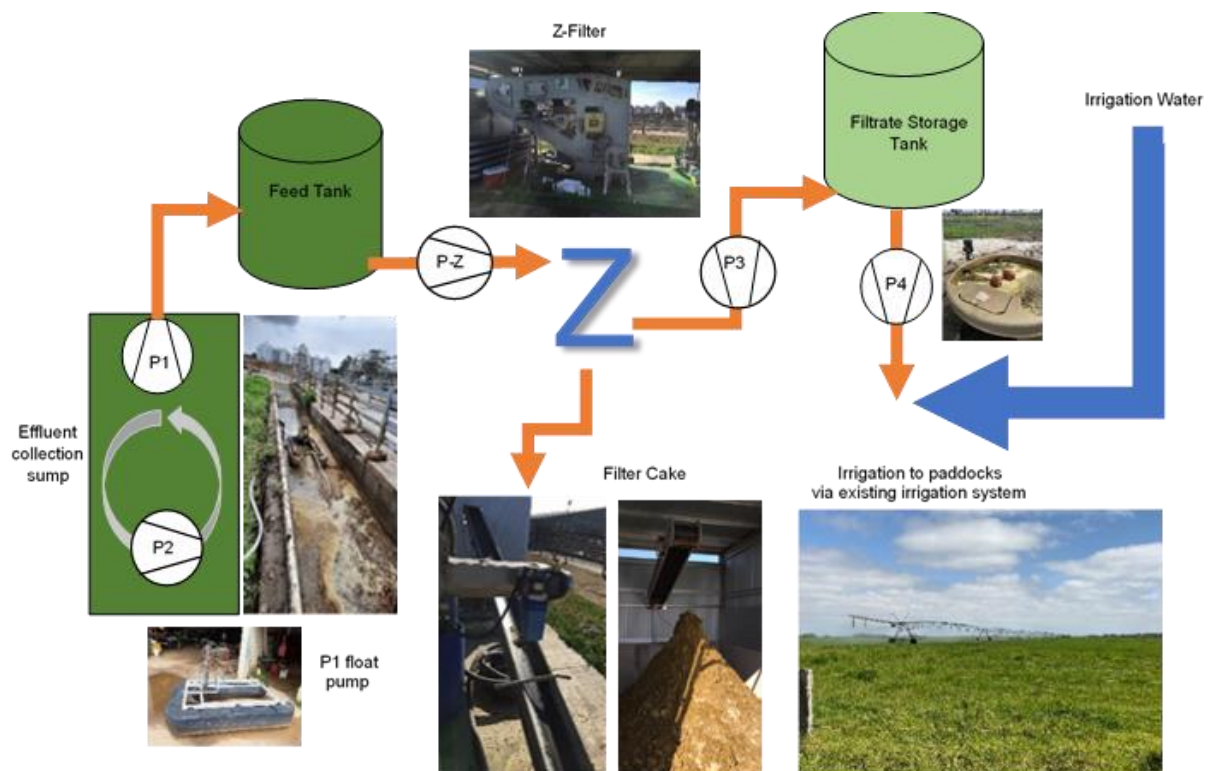 Z-Filter
Irrigation Water
Filtrate Storage
Tank
Feed Tank
P-Z
P3
P4
Z
P1
Effluent
collection
sump
P2
Filter Cake
Irrigation to paddocks
via existing irrigation system
P1 float
pump